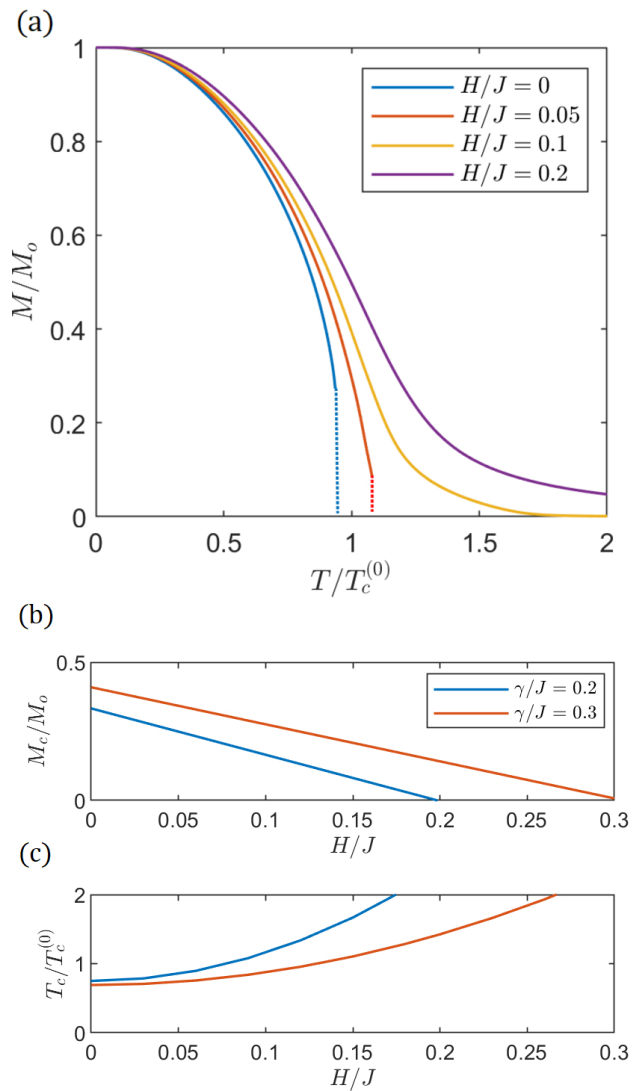 (a)
1
0.8
0.6
0.4
0.2
0
M/M_o
H/J = 0
H/J = 0.05
H/J = 0.1
H/J = 0.2
0 0.5 1 1.5 2
T/T_c^{(0)}
(b)
0.5
0
M_c/M_o
γ/J = 0.2
γ/J = 0.3
0 0.05 0.1 0.15 0.2 0.25 0.3
H/J
(c)
2
1
0
T_c/T_c^{(0)}
0 0.05 0.1 0.15 0.2 0.25 0.3
H/J